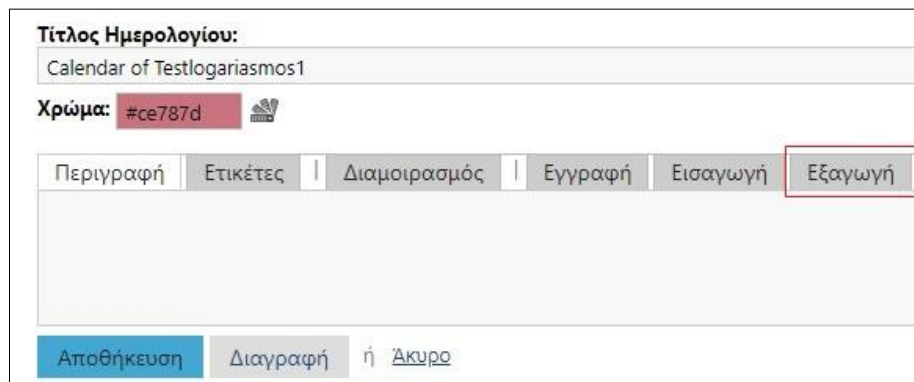 Τίτλος Ημερολογίου:
Calendar of Testlogariasmos1
Χρώμα: #ce787d
Περιγραφή Ετικέτες | Διαμοιρασμός | Εγγραφή Εισαγωγή Εξαγωγή
Αποθήκευση Διαγραφή ή Άκυρο